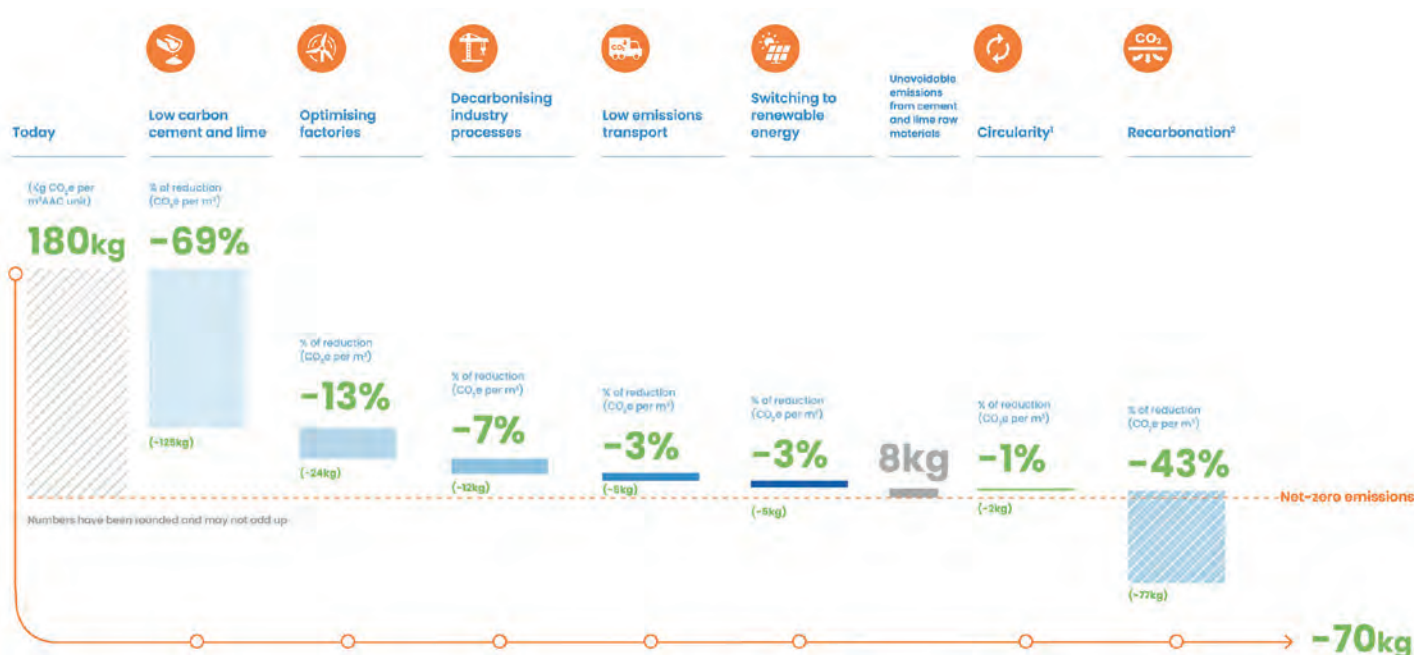 CO₂
CO₂
Today
Low carbon
cement and lime
Optimising
factories
Decarbonising
industry
processes
Low emissions
transport
Switching to
renewable
energy
Unavoidable
emissions
from cement
and lime raw
materials
Circularity¹
Recarbonation²
(Kg CO₂e per
m³AAC unit)
180kg
% of reduction
(CO₂e per m³)
-69%
(-125kg)
% of reduction
(CO₂e per m³)
-13%
(-24kg)
% of reduction
(CO₂e per m³)
-7%
(-12kg)
% of reduction
(CO₂e per m³)
-3%
(-5kg)
% of reduction
(CO₂e per m³)
-3%
(-5kg)
8kg
% of reduction
(CO₂e per m³)
-1%
(-2kg)
% of reduction
(CO₂e per m³)
-43%
(-77kg)
Net-zero emissions
Numbers have been rounded and may not add up
-70kg